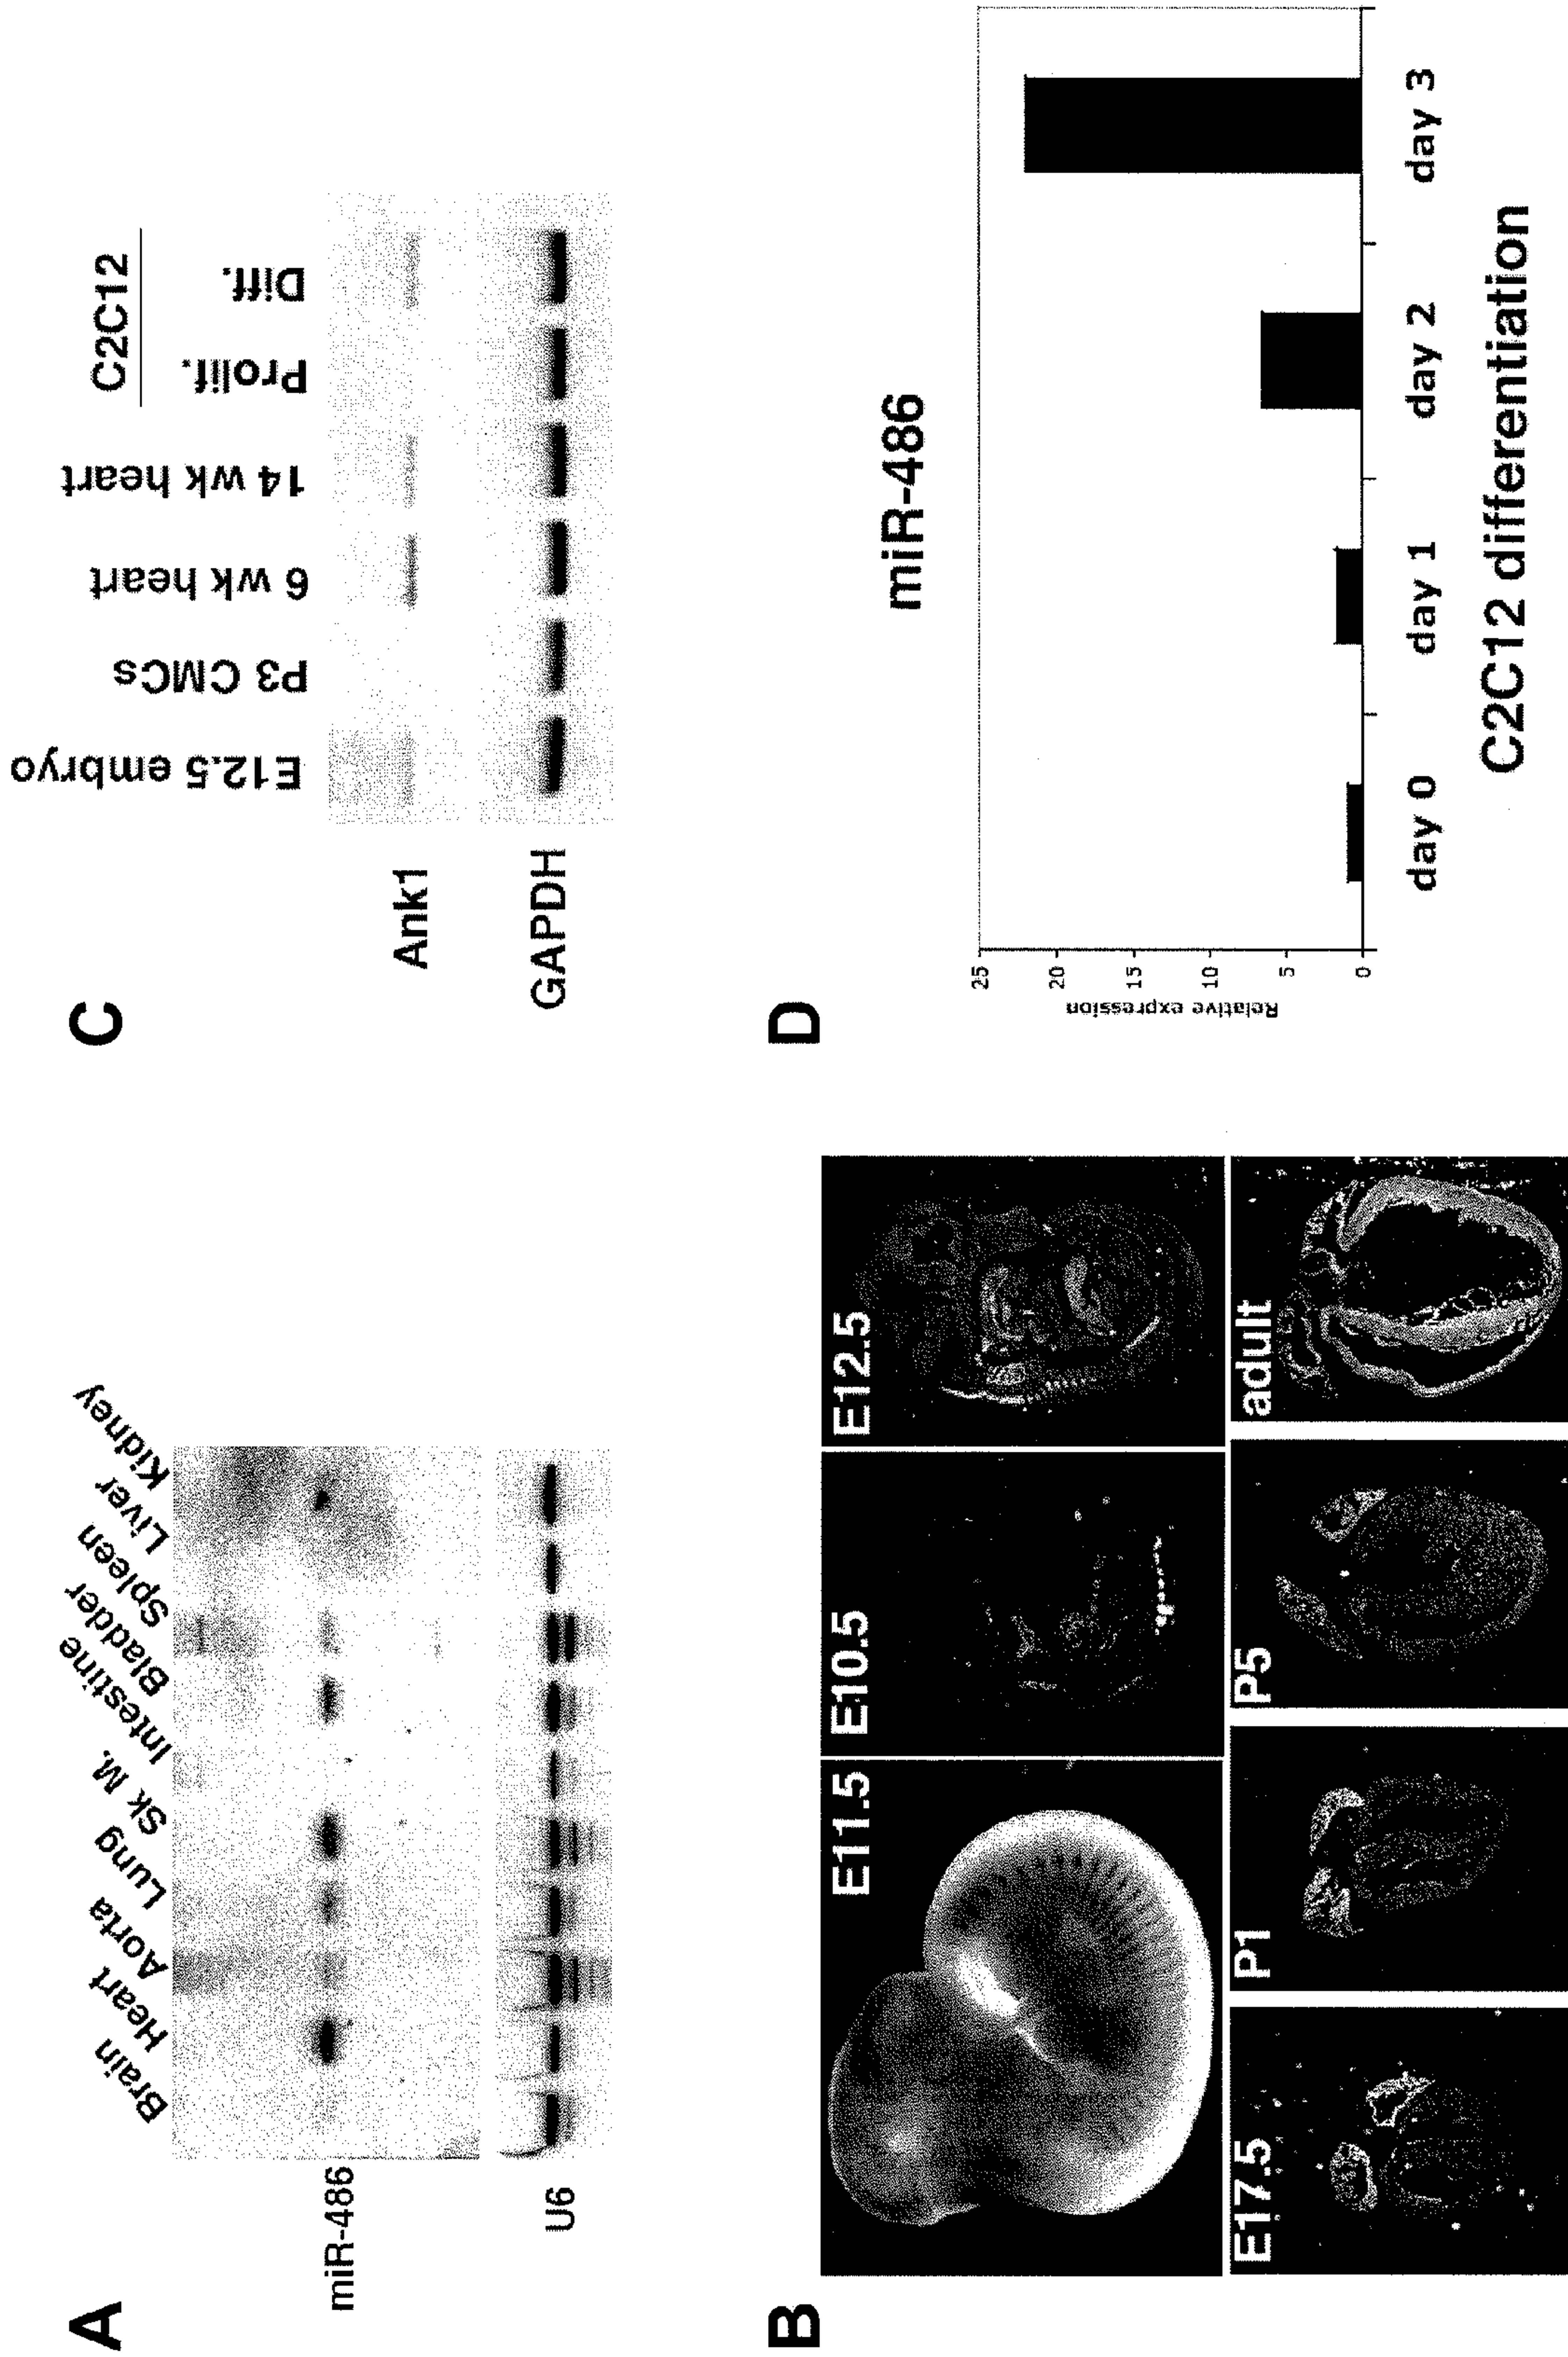 A
Brain
Heart
Aorta
Lung
Sk M.
Intestine
Bladder
Spleen
Liver
Kidney
miR-486
U6
B
E11.5
E10.5
E12.5
E17.5
P1
P5
adult
C
C2C12
E12.5 embryo
P3 CMCs
6 wk heart
14 wk heart
Prolif.
Diff.
Ank1
GAPDH
D
miR-486
Relative expression
25
20
15
10
5
0
day 0 day 1 day 2 day 3
C2C12 differentiation